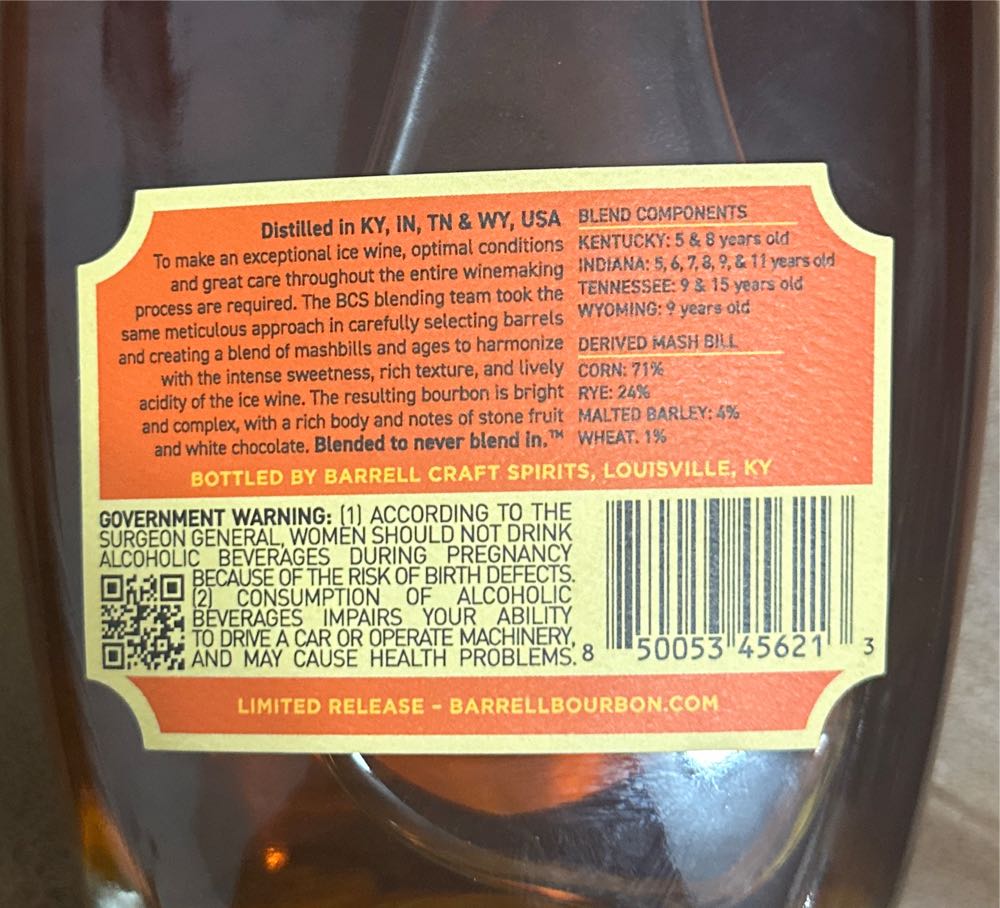 Distilled in KY, IN, TN & WY, USA
To make an exceptional ice wine, optimal conditions
and great care throughout the entire winemaking
process are required. The BCS blending team took the
same meticulous approach in carefully selecting barrels
and creating a blend of mashbills and ages to harmonize
with the intense sweetness, rich texture, and lively
acidity of the ice wine. The resulting bourbon is bright
and complex, with a rich body and notes of stone fruit
and white chocolate. Blended to never blend in.™
BLEND COMPONENTS
KENTUCKY: 5 & 8 years old
INDIANA: 5, 6, 7, 8, 9, & 11 years old
TENNESSEE: 9 & 15 years old
WYOMING: 9 years old
DERIVED MASH BILL
CORN: 71%
RYE: 24%
MALTED BARLEY: 4%
WHEAT. 1%
BOTTLED BY BARRELL CRAFT SPIRITS, LOUISVILLE, KY
GOVERNMENT WARNING: (1) ACCORDING TO THE
SURGEON GENERAL, WOMEN SHOULD NOT DRINK
ALCOHOLIC BEVERAGES DURING PREGNANCY
BECAUSE OF THE RISK OF BIRTH DEFECTS.
(2) CONSUMPTION OF ALCOHOLIC
BEVERAGES IMPAIRS YOUR ABILITY
TO DRIVE A CAR OR OPERATE MACHINERY,
AND MAY CAUSE HEALTH PROBLEMS.
8 50053 45621 3
LIMITED RELEASE - BARRELLBOURBON.COM